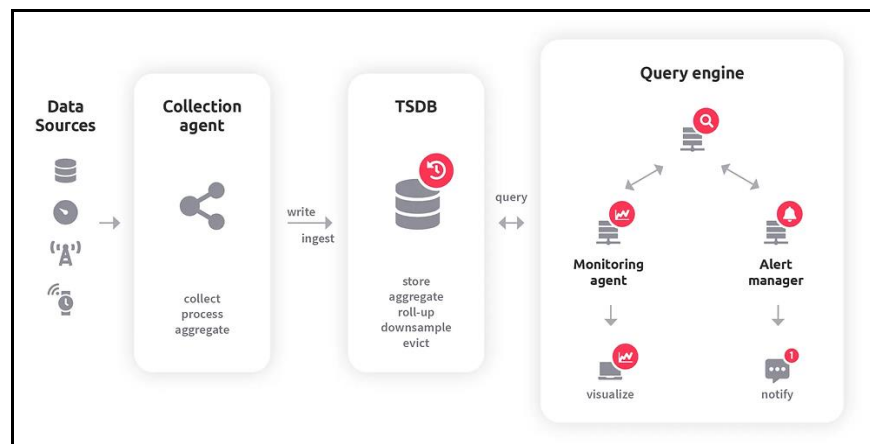 Data
Sources
Collection
agent
collect
process
aggregate
write
ingest
TSDB
store
aggregate
roll-up
downsample
evict
query
Query engine
Monitoring
agent
Alert
manager
visualize
1
notify